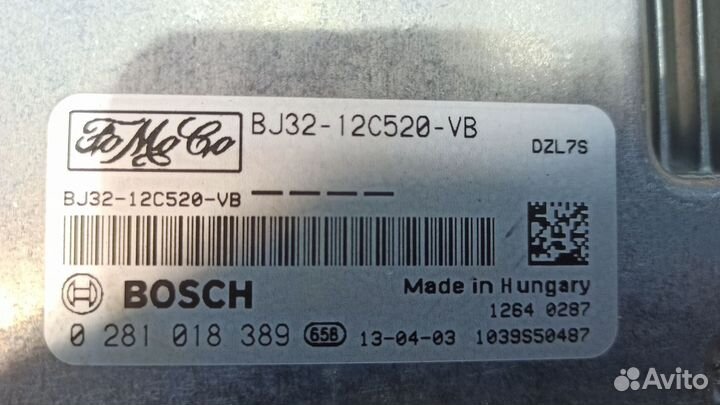 FoMoCo BJ32-12C520-VB
DZL7S
BJ32-12C520-VB — — — —
BOSCH
Made in Hungary
1264 0287
0 281 018 389 65B 13-04-03 1039S50487
Avito